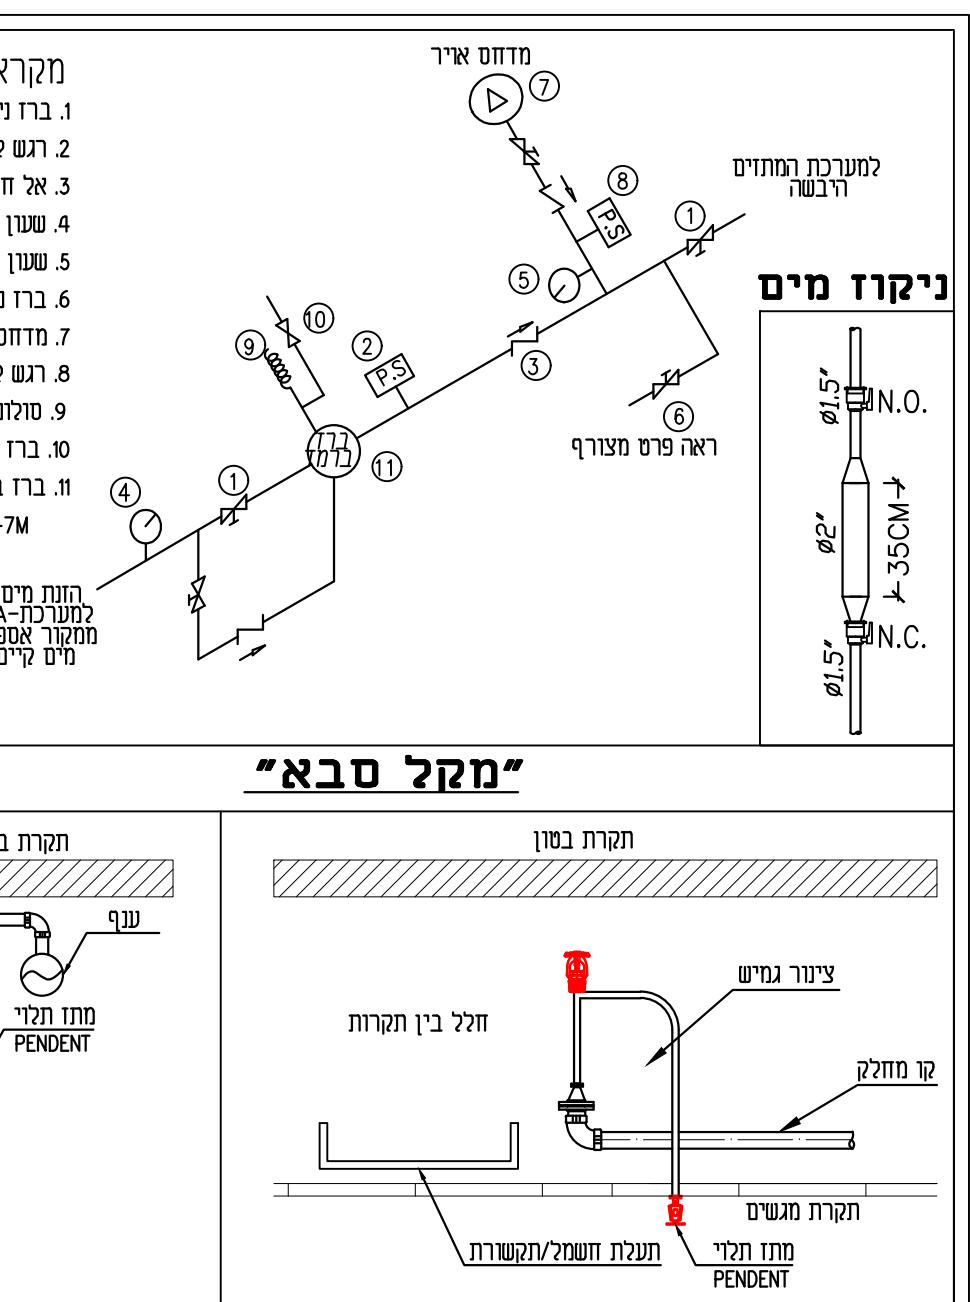 מקרא
1. ברז
2. רגש
3. אל
4. שעון
5. שעון
6. ברז
7. מדחס
8. רגש
9.
10. ברז
11. ברז
7M
הזנת מים
למערכת-
ממקור
מים
מדחס אויר
7
8
1
5
3
6
2
10
9
11
1
4
P.S
P.S
ברז
ברמד
למערכת המתזים
היבשה
ראה פרט מצורף
ניקוז מים
ø1.5"
N.O.
ø2"
35CM
N.C.
ø1.5"
"מקל סבא"
תקרת
ענף
מתז תלוי
PENDENT
תקרת בטון
צינור גמיש
חלל בין תקרות
קו מחלק
תקרת מגשים
תעלת חשמל/תקשורת
מתז תלוי
PENDENT